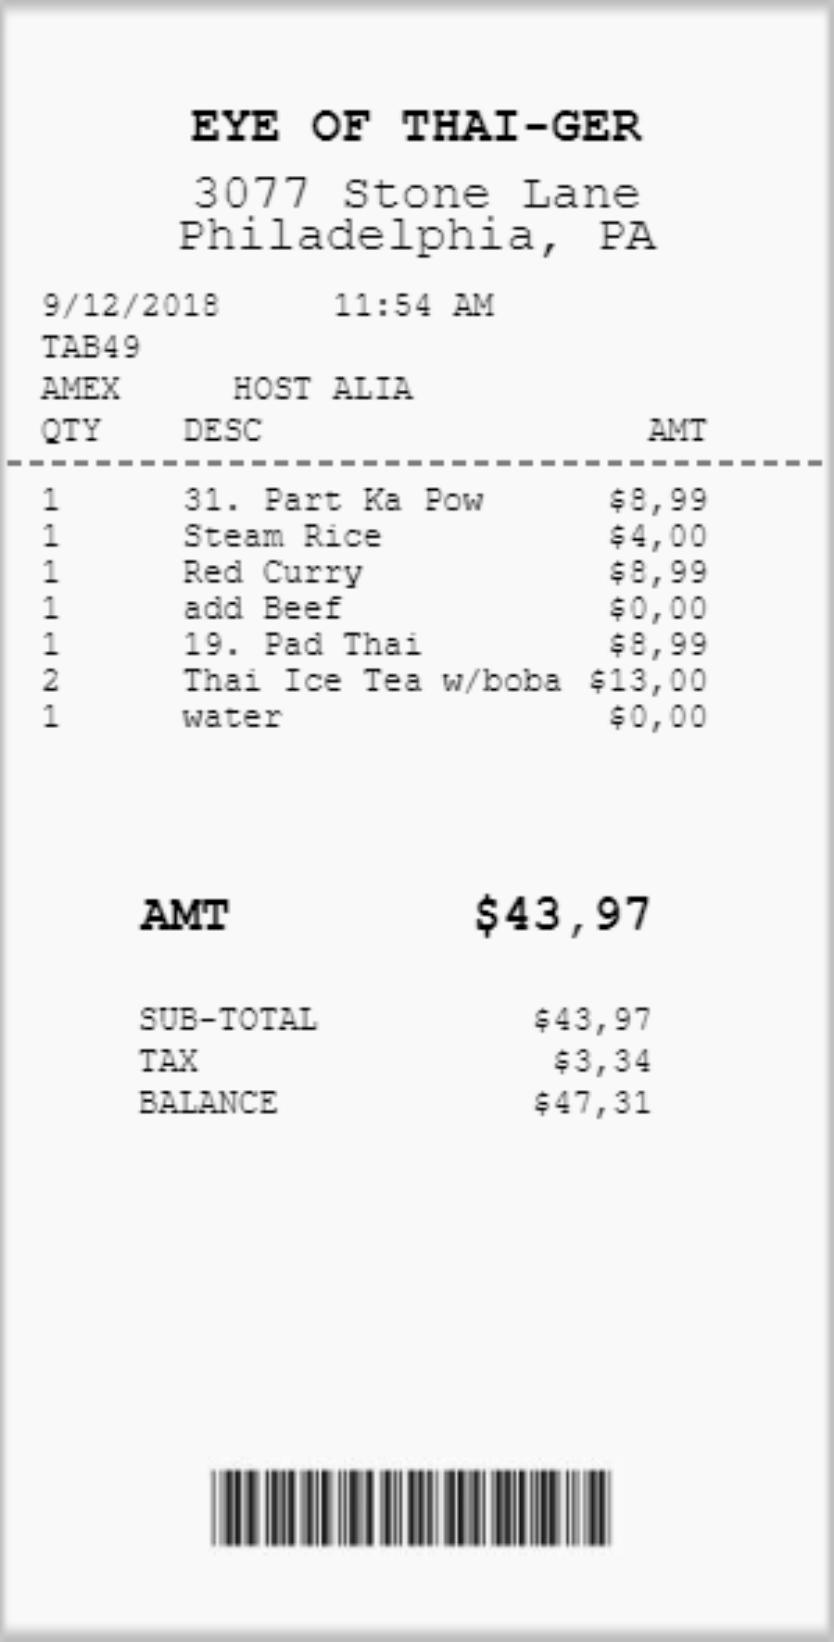 EYE OF THAI-GER
3077 Stone Lane
Philadelphia, PA
9/12/2018 11:54 AM
TAB49
AMEX HOST ALIA
QTY DESC AMT
1 31. Part Ka Pow $8,99
1 Steam Rice $4,00
1 Red Curry $8,99
1 add Beef $0,00
1 19. Pad Thai $8,99
2 Thai Ice Tea w/boba $13,00
1 water $0,00
AMT $43,97
SUB-TOTAL $43,97
TAX $3,34
BALANCE $47,31